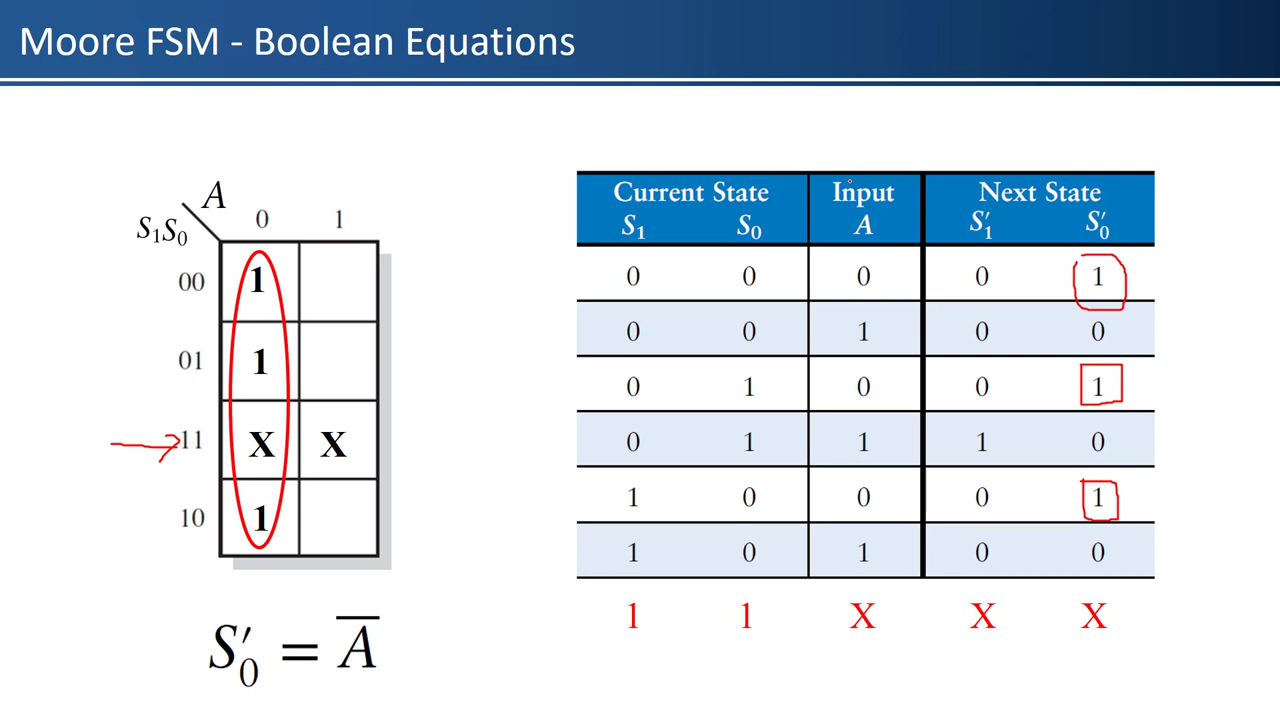 Moore FSM - Boolean Equations
A
S₁S₀
0 1
00 1
01 1
11 X X
10 1
S′₀ = A̅
Current State Input Next State
S₁ S₀ A S′₁ S′₀
0 0 0 0 1
0 0 1 0 0
0 1 0 0 1
0 1 1 1 0
1 0 0 0 1
1 0 1 0 0
1 1 X X X